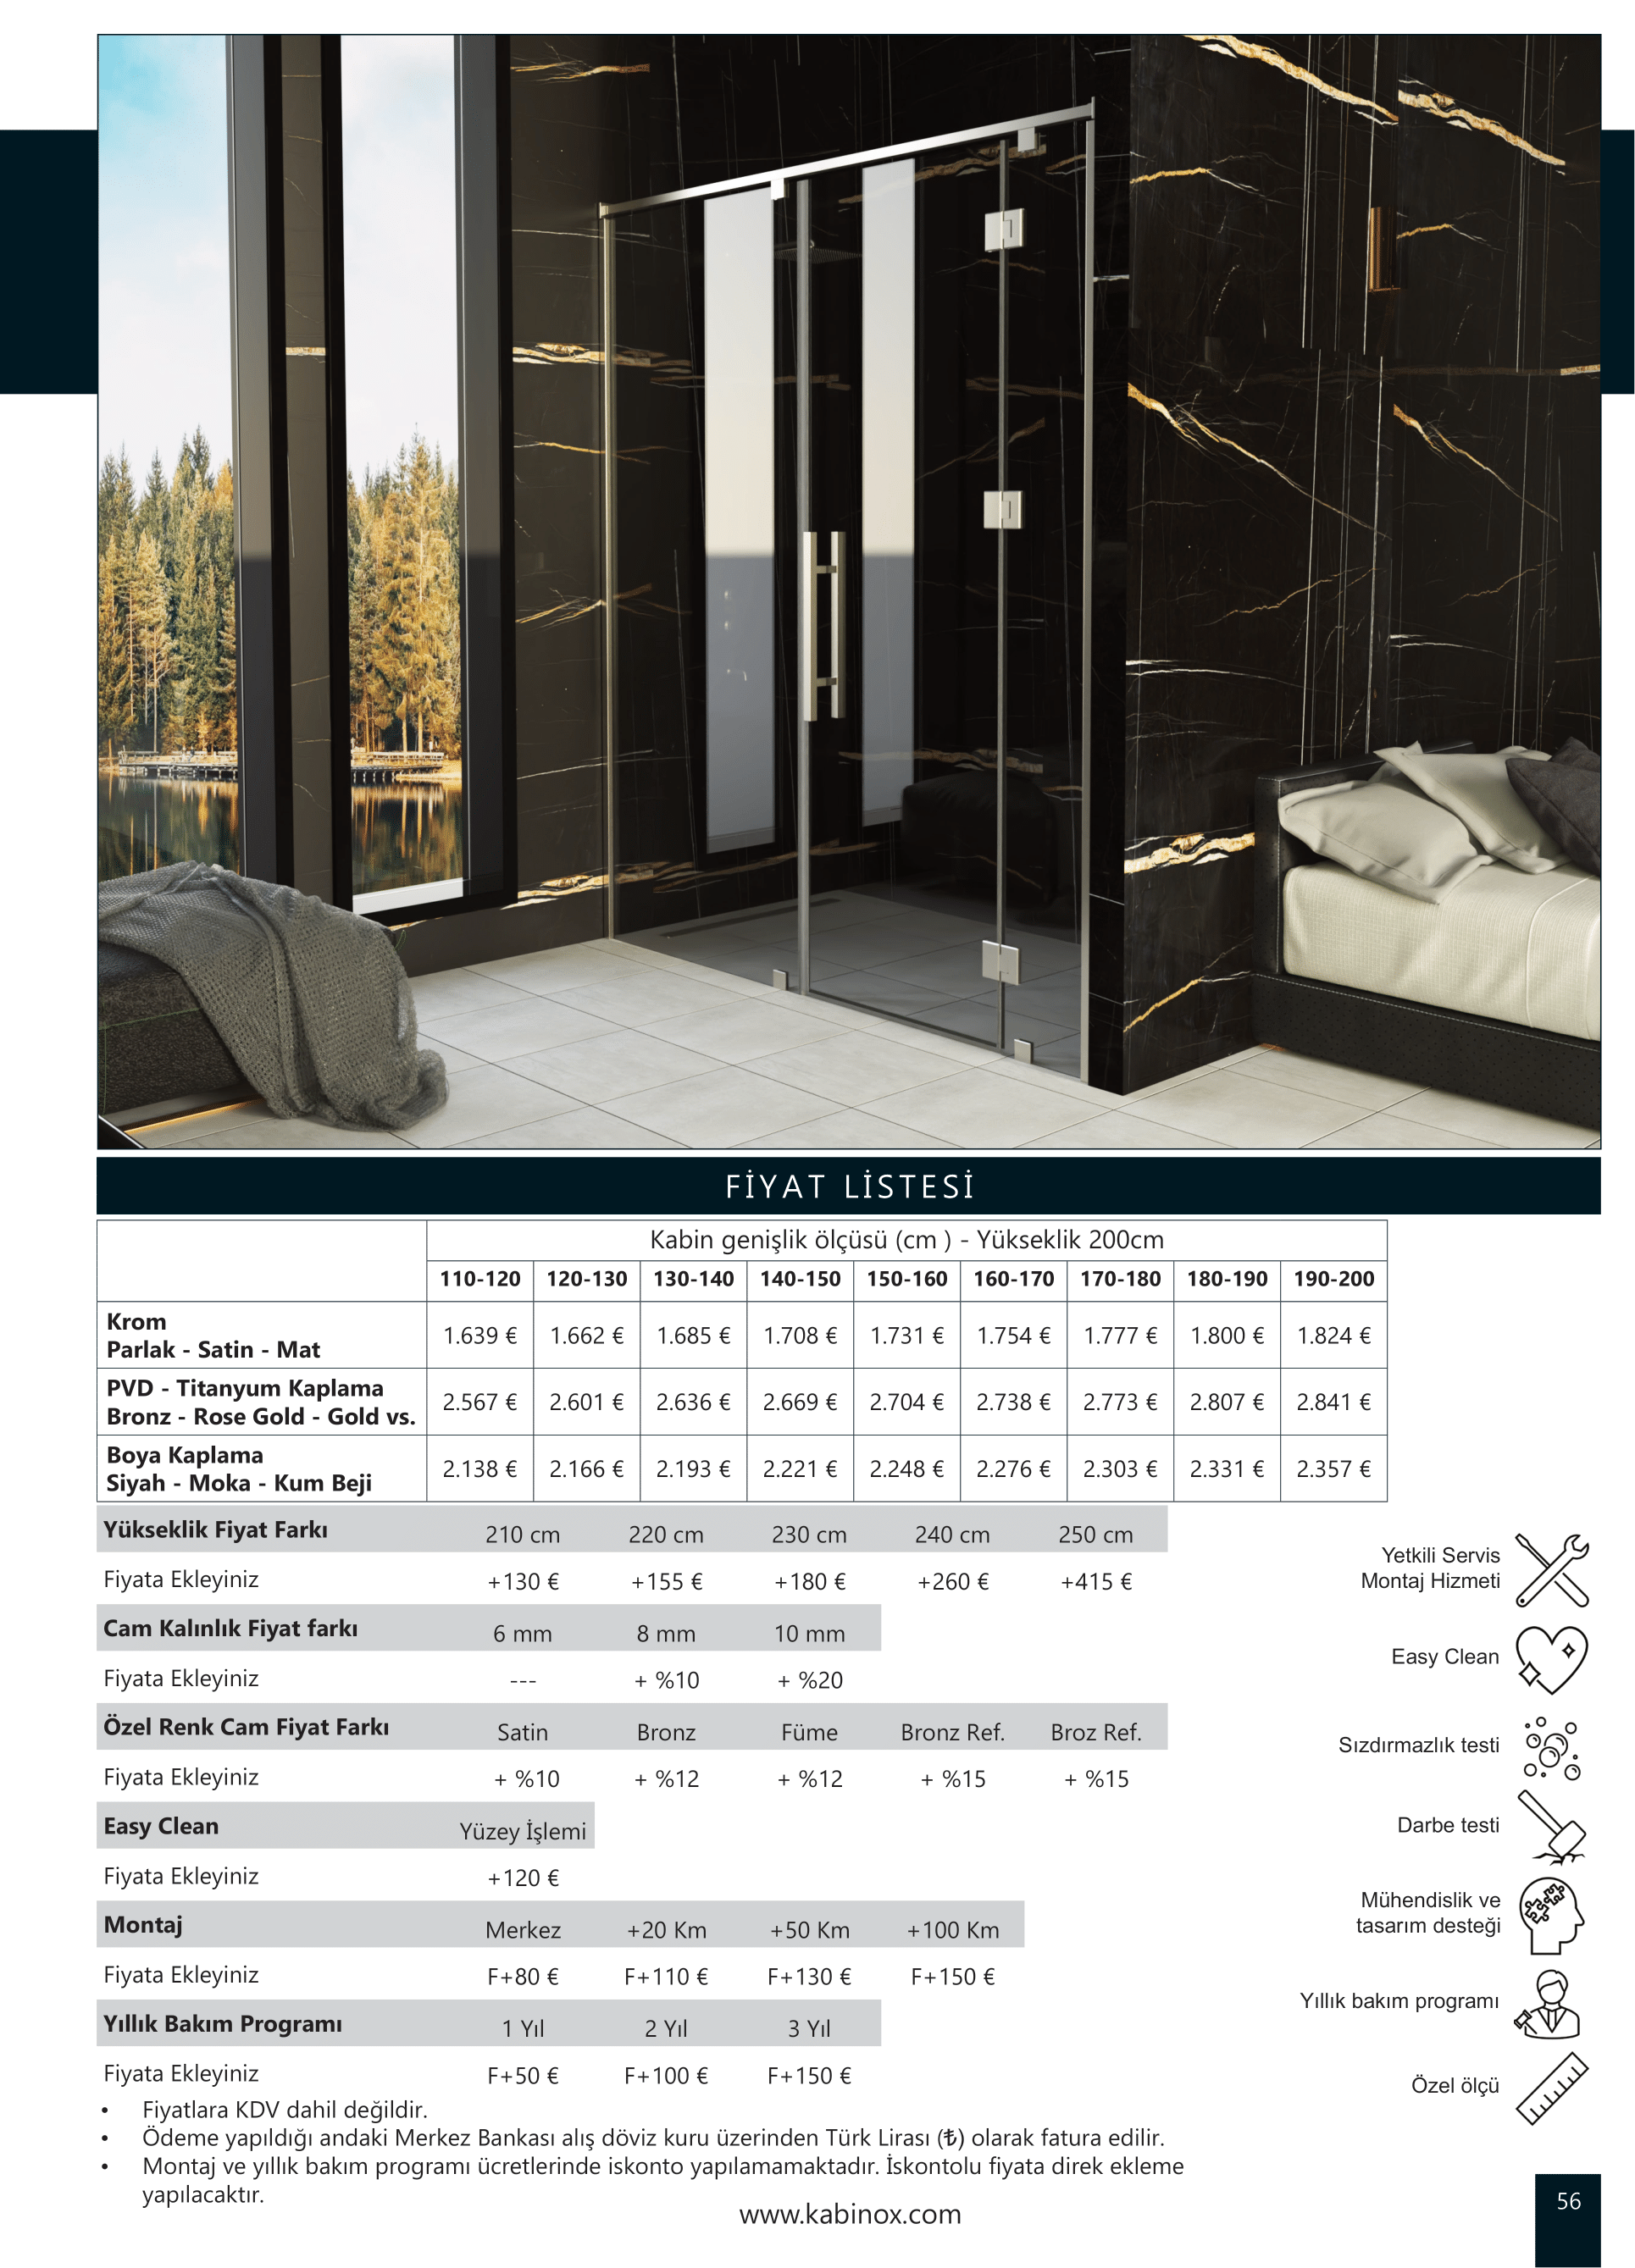 FİYAT LİSTESİ
Kabin genişlik ölçüsü (cm ) - Yükseklik 200cm
110-120 120-130 130-140 140-150 150-160 160-170 170-180 180-190 190-200
Krom
Parlak - Satin - Mat
1.639 € 1.662 € 1.685 € 1.708 € 1.731 € 1.754 € 1.777 € 1.800 € 1.824 €
PVD - Titanyum Kaplama
Bronz - Rose Gold - Gold vs.
2.567 € 2.601 € 2.636 € 2.669 € 2.704 € 2.738 € 2.773 € 2.807 € 2.841 €
Boya Kaplama
Siyah - Moka - Kum Beji
2.138 € 2.166 € 2.193 € 2.221 € 2.248 € 2.276 € 2.303 € 2.331 € 2.357 €
Yükseklik Fiyat Farkı 210 cm 220 cm 230 cm 240 cm 250 cm
Fiyata Ekleyiniz +130 € +155 € +180 € +260 € +415 €
Cam Kalınlık Fiyat farkı 6 mm 8 mm 10 mm
Fiyata Ekleyiniz --- + %10 + %20
Özel Renk Cam Fiyat Farkı Satin Bronz Füme Bronz Ref. Broz Ref.
Fiyata Ekleyiniz + %10 + %12 + %12 + %15 + %15
Easy Clean Yüzey İşlemi
Fiyata Ekleyiniz +120 €
Montaj Merkez +20 Km +50 Km +100 Km
Fiyata Ekleyiniz F+80 € F+110 € F+130 € F+150 €
Yıllık Bakım Programı 1 Yıl 2 Yıl 3 Yıl
Fiyata Ekleyiniz F+50 € F+100 € F+150 €
• Fiyatlara KDV dahil değildir.
• Ödeme yapıldığı andaki Merkez Bankası alış döviz kuru üzerinden Türk Lirası (₺) olarak fatura edilir.
• Montaj ve yıllık bakım programı ücretlerinde iskonto yapılamamaktadır. İskontolu fiyata direk ekleme
yapılacaktır.
Yetkili Servis
Montaj Hizmeti
Easy Clean
Sızdırmazlık testi
Darbe testi
Mühendislik ve
tasarım desteği
Yıllık bakım programı
Özel ölçü
www.kabinox.com
56